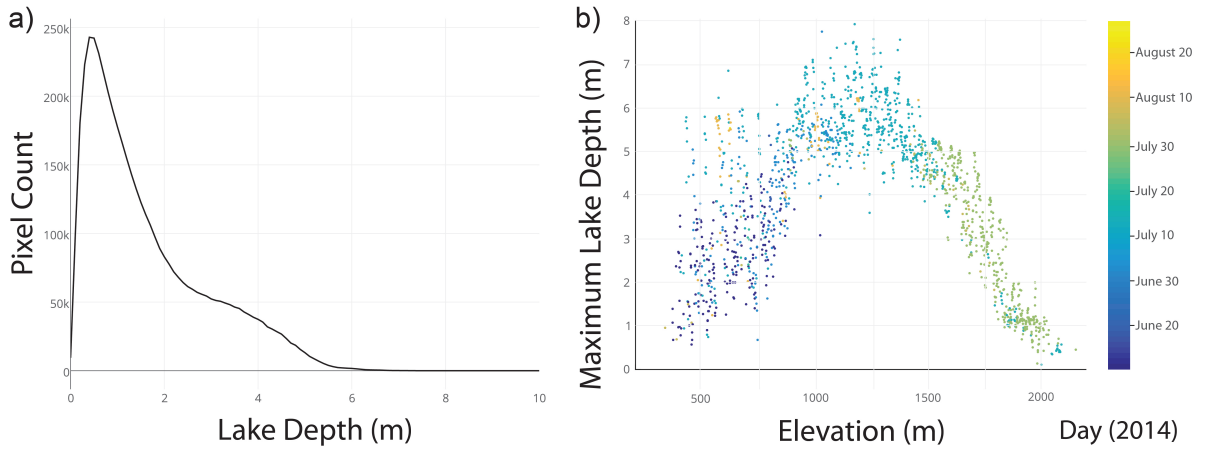 a)
250k
200k
150k
100k
50k
0
Pixel Count
0 2 4 6 8 10
Lake Depth (m)
b)
8
7
6
5
4
3
2
1
0
Maximum Lake Depth (m)
500 1000 1500 2000
Elevation (m)
August 20
August 10
July 30
July 20
July 10
June 30
June 20
Day (2014)